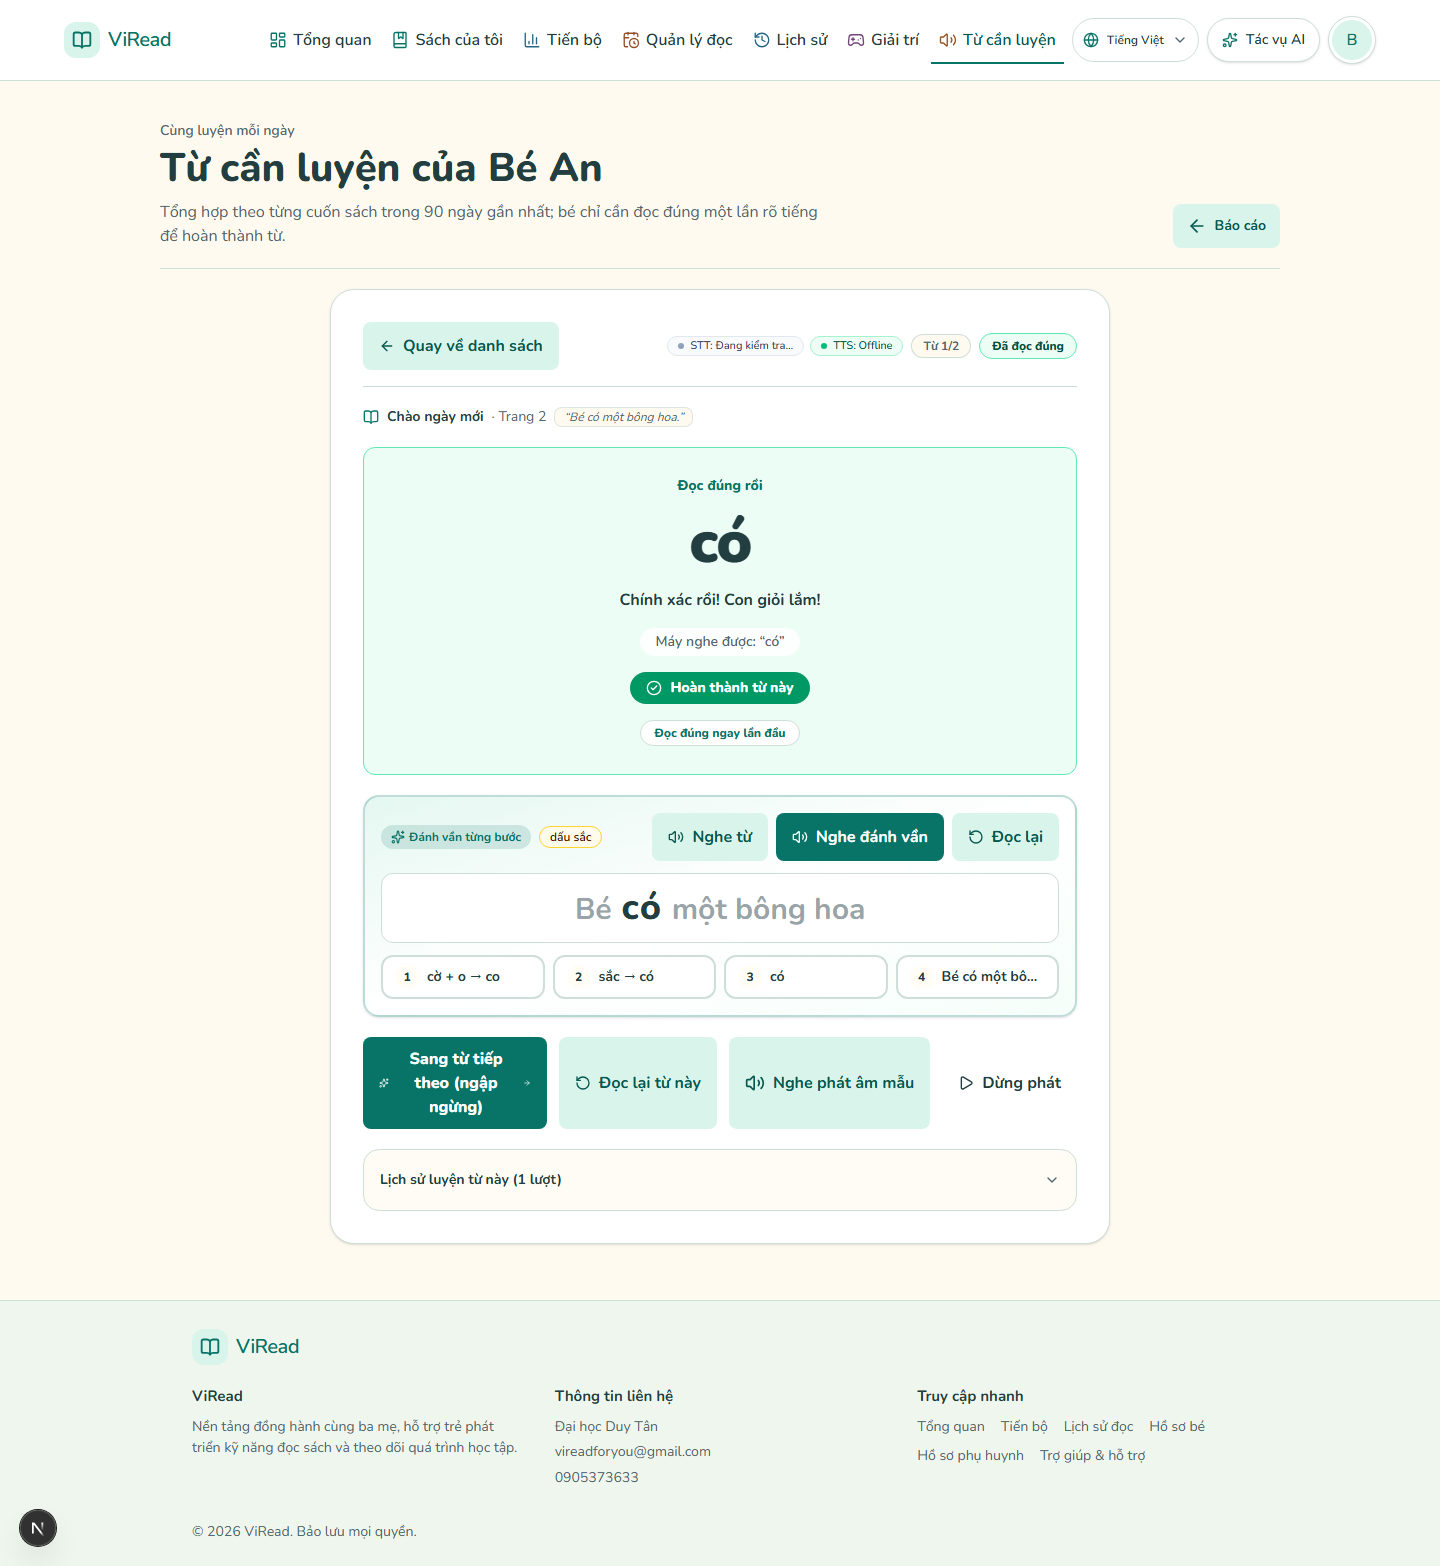 ViRead
Tổng quan
Sách của tôi
Tiến bộ
Quản lý đọc
Lịch sử
Giải trí
Từ cần luyện
Tiếng Việt
Tác vụ AI
B
Cùng luyện mỗi ngày
Từ cần luyện của Bé An
Tổng hợp theo từng cuốn sách trong 90 ngày gần nhất; bé chỉ cần đọc đúng một lần rõ tiếng
để hoàn thành từ.
Báo cáo
Quay về danh sách
STT: Đang kiểm tra...
TTS: Offline
Từ 1/2
Đã đọc đúng
Chào ngày mới · Trang 2 “Bé có một bông hoa.”
Đọc đúng rồi
có
Chính xác rồi! Con giỏi lắm!
Máy nghe được: “có”
Hoàn thành từ này
Đọc đúng ngay lần đầu
Đánh vần từng bước
dấu sắc
Nghe từ
Nghe đánh vần
Đọc lại
Bé có một bông hoa
1 cờ + o → co
2 sắc → có
3 có
4 Bé có một bô...
Sang từ tiếp
theo (ngập
ngừng)
Đọc lại từ này
Nghe phát âm mẫu
Dừng phát
Lịch sử luyện từ này (1 lượt)
ViRead
ViRead
Nền tảng đồng hành cùng ba mẹ, hỗ trợ trẻ phát
triển kỹ năng đọc sách và theo dõi quá trình học tập.
Thông tin liên hệ
Đại học Duy Tân
vireadforyou@gmail.com
0905373633
Truy cập nhanh
Tổng quan Tiến bộ Lịch sử đọc Hồ sơ bé
Hồ sơ phụ huynh Trợ giúp & hỗ trợ
N
© 2026 ViRead. Bảo lưu mọi quyền.